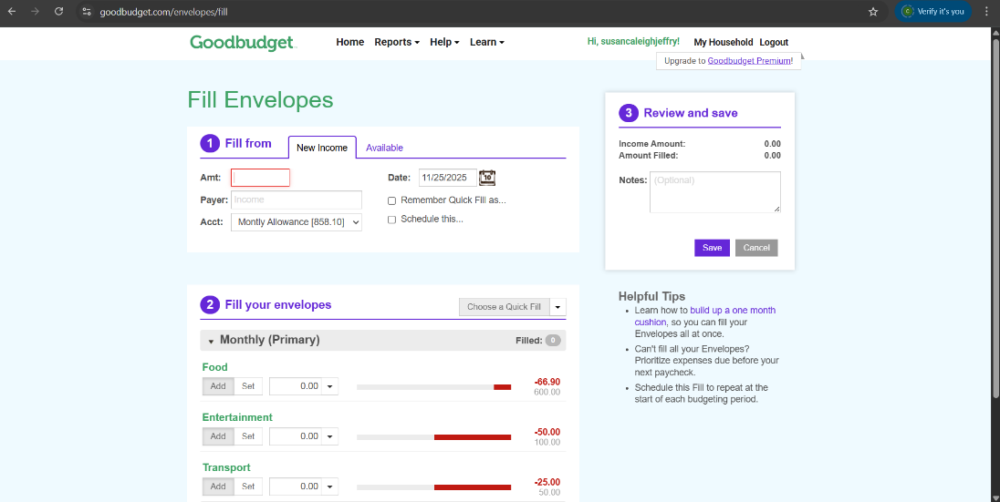 goodbudget.com/envelopes/fill
Verify it's you
Goodbudget
Home Reports Help Learn
Hi, susancaleighjeffry! My Household Logout
Upgrade to Goodbudget Premium!
Fill Envelopes
1 Fill from New Income Available
Amt: Date: 11/25/2025 10
Payer: Income Remember Quick Fill as...
Acct: Montly Allowance [858.10] Schedule this...
2 Fill your envelopes Choose a Quick Fill
Monthly (Primary) Filled: 0
Food
Add Set 0.00 -66.90
600.00
Entertainment
Add Set 0.00 -50.00
100.00
Transport
Add Set 0.00 -25.00
50.00
3 Review and save
Income Amount: 0.00
Amount Filled: 0.00
Notes: (Optional)
Save Cancel
Helpful Tips
• Learn how to build up a one month
cushion, so you can fill your
Envelopes all at once.
• Can't fill all your Envelopes?
Prioritize expenses due before your
next paycheck.
• Schedule this Fill to repeat at the
start of each budgeting period.